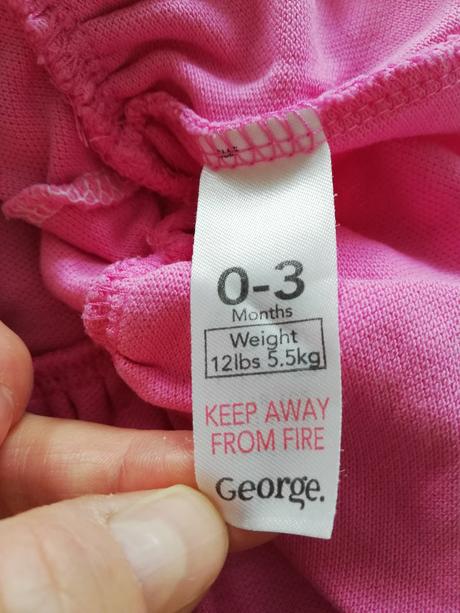 0-3
Months
Weight
12lbs 5.5kg
KEEP AWAY
FROM FIRE
George.